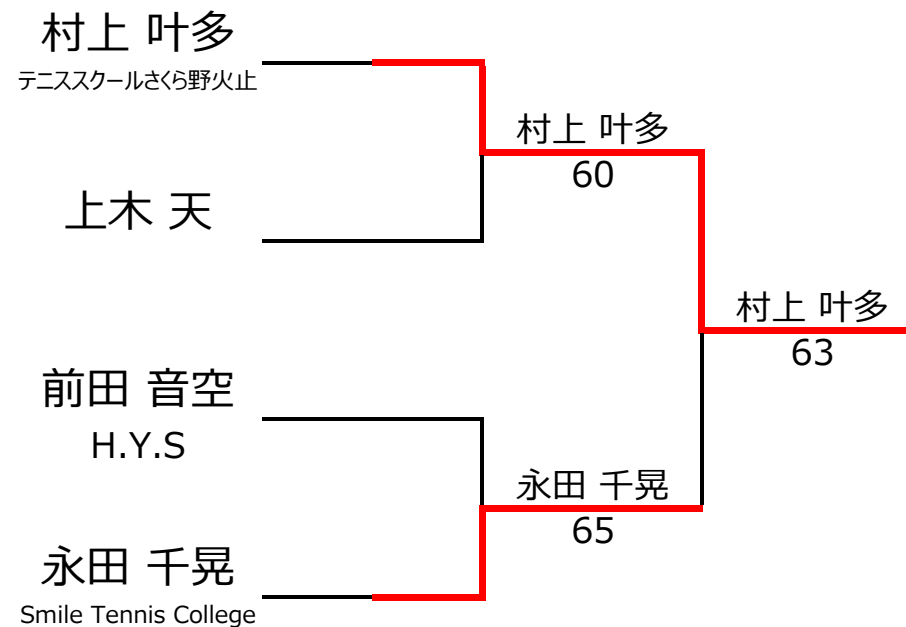 村上 叶多
テニススクールさくら野火止
村上 叶多
60
上木 天
村上 叶多
63
前田 音空
H.Y.S
永田 千晃
65
永田 千晃
Smile Tennis College